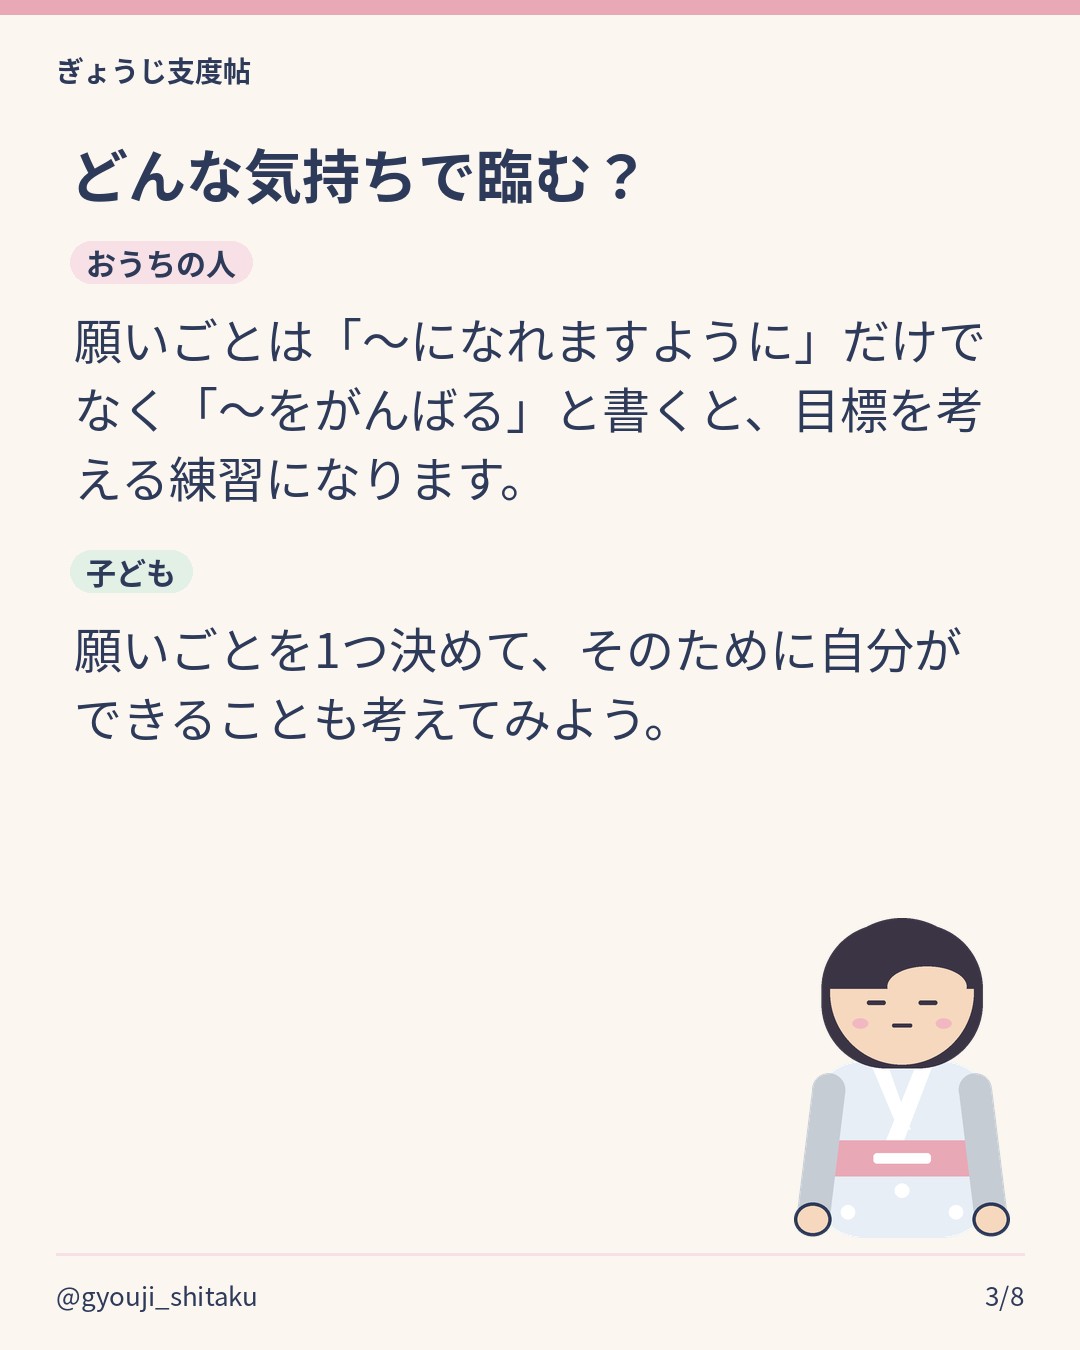 ぎょうじ支度帖
どんな気持ちで臨む？
おうちの人
願いごとは「〜になれますように」だけで
なく「〜をがんばる」と書くと、目標を考
える練習になります。
子ども
願いごとを1つ決めて、そのために自分が
できることも考えてみよう。
@gyouji_shitaku
3/8